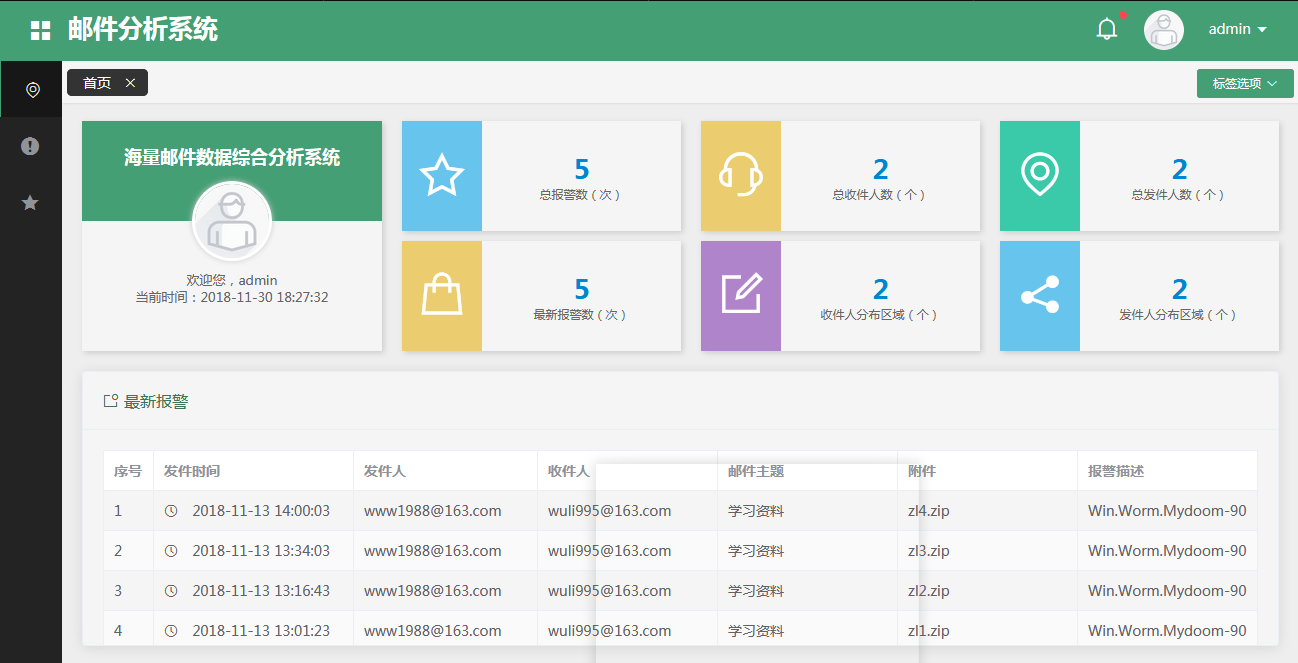 邮件分析系统
admin
首页
标签选项
海量邮件数据综合分析系统
欢迎您，admin
当前时间：2018-11-30 18:27:32
5
总报警数（次）
2
总收件人数（个）
2
总发件人数（个）
5
最新报警数（次）
2
收件人分布区域（个）
2
发件人分布区域（个）
最新报警
序号 发件时间 发件人 收件人 邮件主题 附件 报警描述
1 2018-11-13 14:00:03 www1988@163.com wuli995@163.com 学习资料 zl4.zip Win.Worm.Mydoom-90
2 2018-11-13 13:34:03 www1988@163.com wuli995@163.com 学习资料 zl3.zip Win.Worm.Mydoom-90
3 2018-11-13 13:16:43 www1988@163.com wuli995@163.com 学习资料 zl2.zip Win.Worm.Mydoom-90
4 2018-11-13 13:01:23 www1988@163.com wuli995@163.com 学习资料 zl1.zip Win.Worm.Mydoom-90